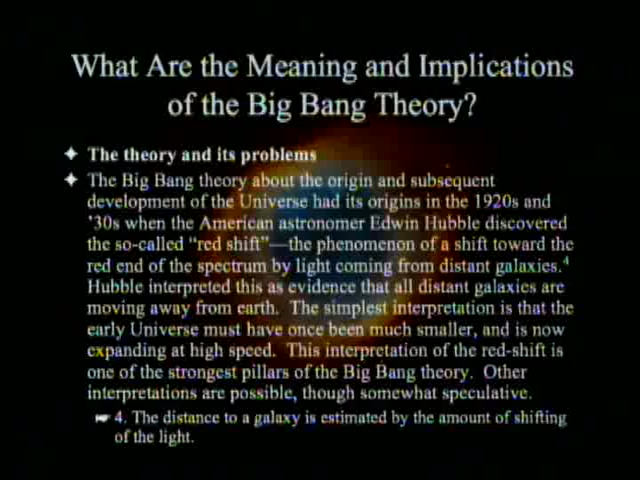 What Are the Meaning and Implications
of the Big Bang Theory?
The theory and its problems
The Big Bang theory about the origin and subsequent
development of the Universe had its origins in the 1920s and
'30s when the American astronomer Edwin Hubble discovered
the so-called "red shift"—the phenomenon of a shift toward the
red end of the spectrum by light coming from distant galaxies.⁴
Hubble interpreted this as evidence that all distant galaxies are
moving away from earth. The simplest interpretation is that the
early Universe must have once been much smaller, and is now
expanding at high speed. This interpretation of the red-shift is
one of the strongest pillars of the Big Bang theory. Other
interpretations are possible, though somewhat speculative.
4. The distance to a galaxy is estimated by the amount of shifting
of the light.